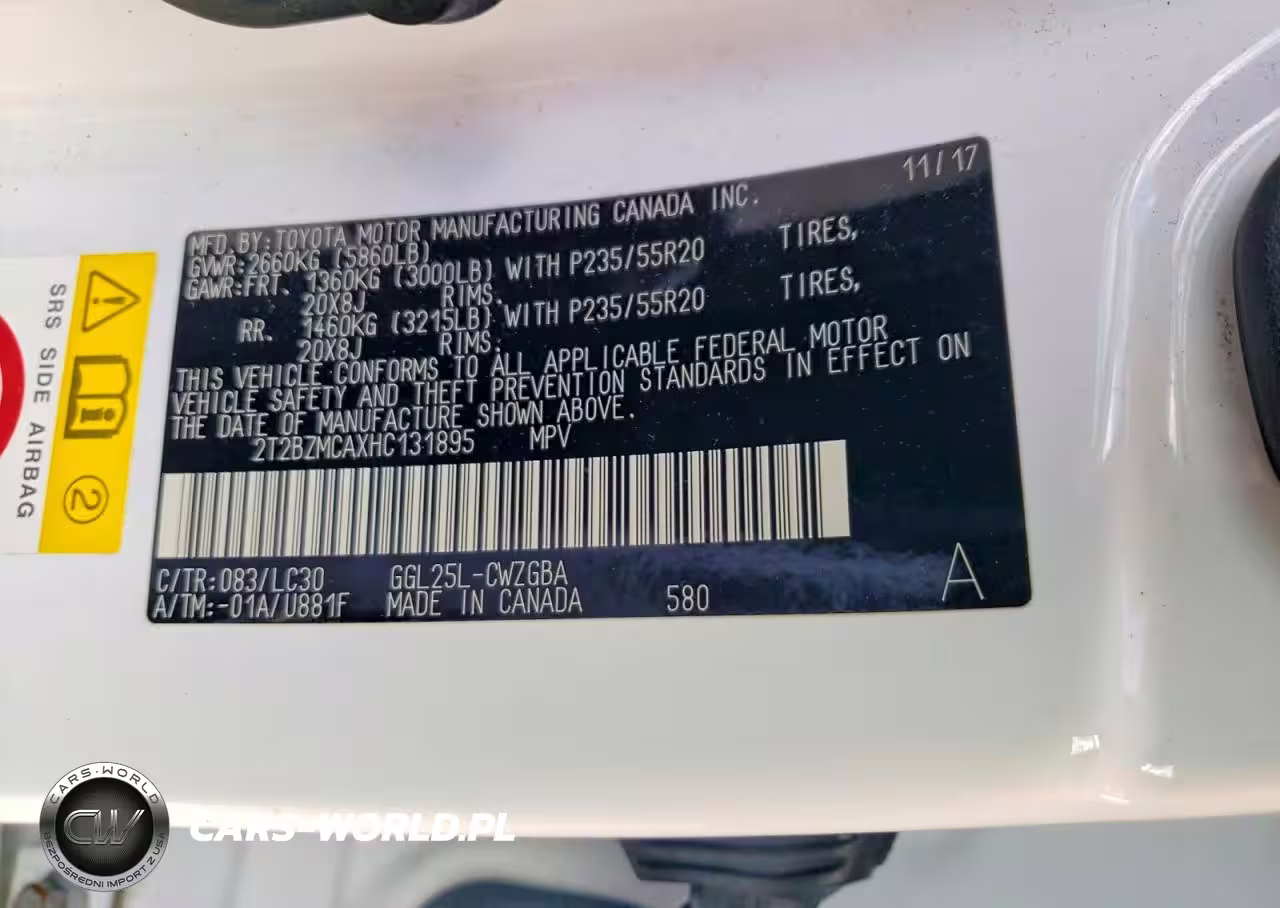 11/17
MFD. BY: TOYOTA MOTOR MANUFACTURING CANADA INC.
GVWR: 2660KG (5860LB)
GAWR: FRT. 1360KG (3000LB) WITH P235/55R20 TIRES,
20X8J RIMS.
RR. 1460KG (3215LB) WITH P235/55R20 TIRES,
20X8J RIMS.
THIS VEHICLE CONFORMS TO ALL APPLICABLE FEDERAL MOTOR
VEHICLE SAFETY AND THEFT PREVENTION STANDARDS IN EFFECT ON
THE DATE OF MANUFACTURE SHOWN ABOVE.
2T2BZMCAXHC131895 MPV
C/TR: 083/LC30 GGL25L-CWZGBA
A/TM: -01A/U881F MADE IN CANADA 580
A
SRS SIDE AIRBAG
2
CARS-WORLD
CW
BEZPOŚREDNI IMPORT Z USA
CARS-WORLD.PL